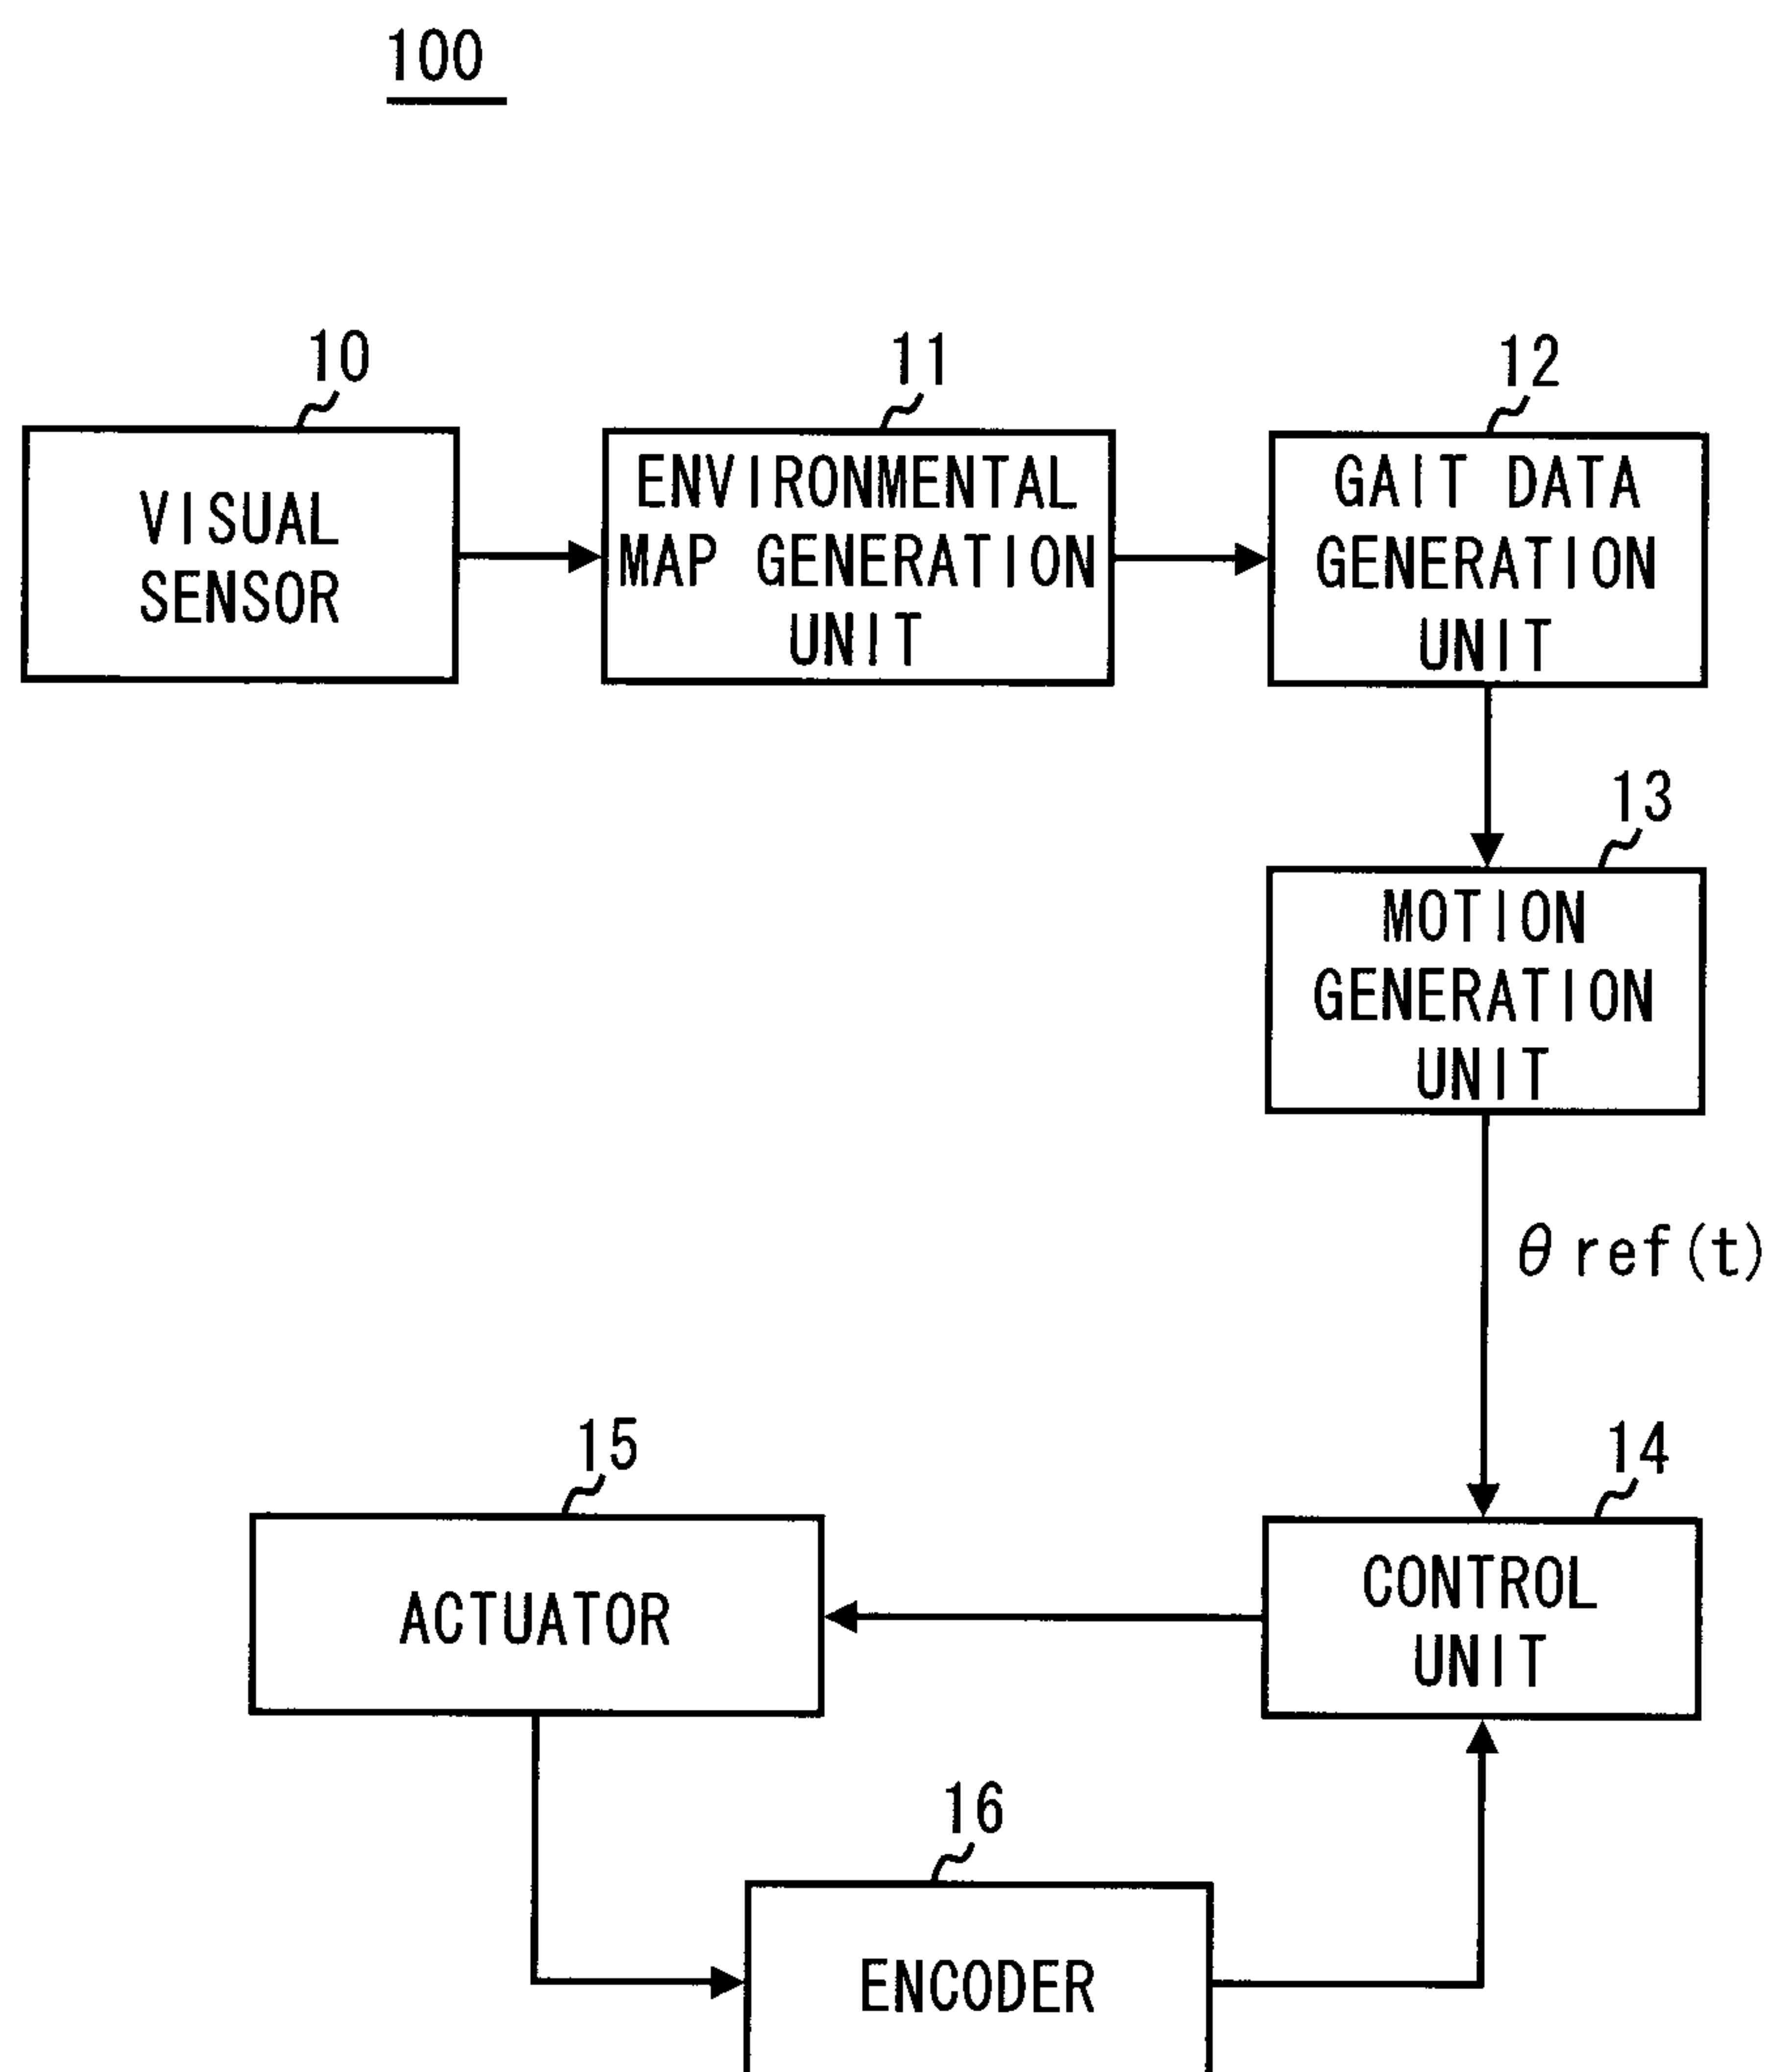 100
10
VISUAL
SENSOR
11
ENVIRONMENTAL
MAP GENERATION
UNIT
12
GAIT DATA
GENERATION
UNIT
13
MOTION
GENERATION
UNIT
θ ref(t)
15
ACTUATOR
14
CONTROL
UNIT
16
ENCODER